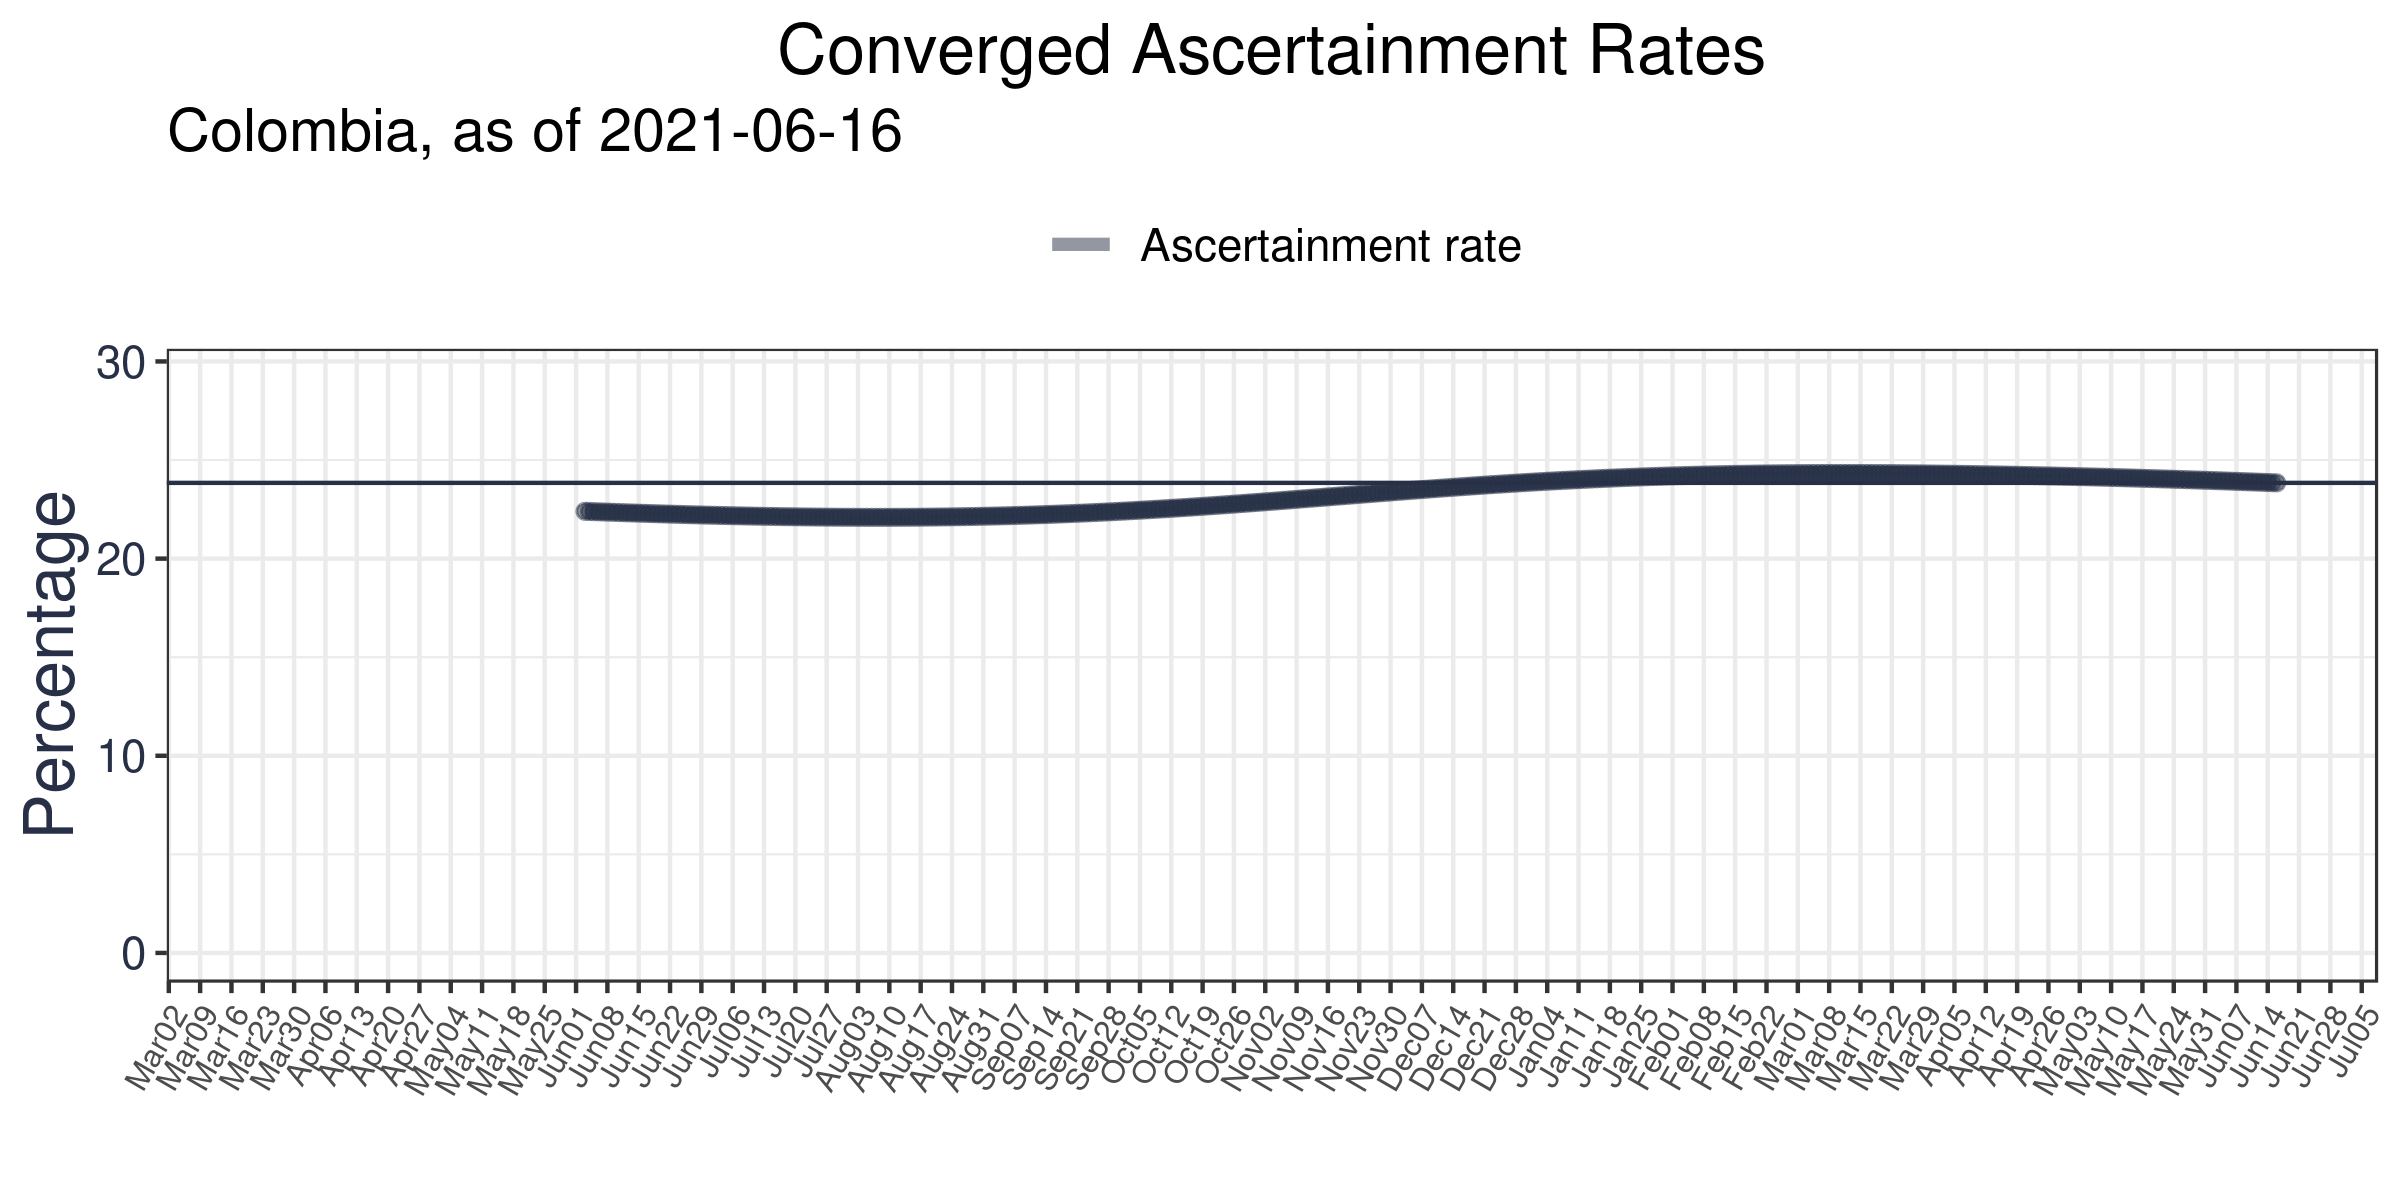 Converged Ascertainment Rates
Colombia, as of 2021-06-16
Ascertainment rate
Percentage
30
20
10
0
Mar02 Mar09 Mar16 Mar23 Mar30 Apr06 Apr13 Apr20 Apr27 May04 May11 May18 May25 Jun01 Jun08 Jun15 Jun22 Jun29 Jul06 Jul13 Jul20 Jul27 Aug03 Aug10 Aug17 Aug24 Aug31 Sep07 Sep14 Sep21 Sep28 Oct05 Oct12 Oct19 Oct26 Nov02 Nov09 Nov16 Nov23 Nov30 Dec07 Dec14 Dec21 Dec28 Jan04 Jan11 Jan18 Jan25 Feb01 Feb08 Feb15 Feb22 Mar01 Mar08 Mar15 Mar22 Mar29 Apr05 Apr12 Apr19 Apr26 May03 May10 May17 May24 May31 Jun07 Jun14 Jun21 Jun28 Jul05